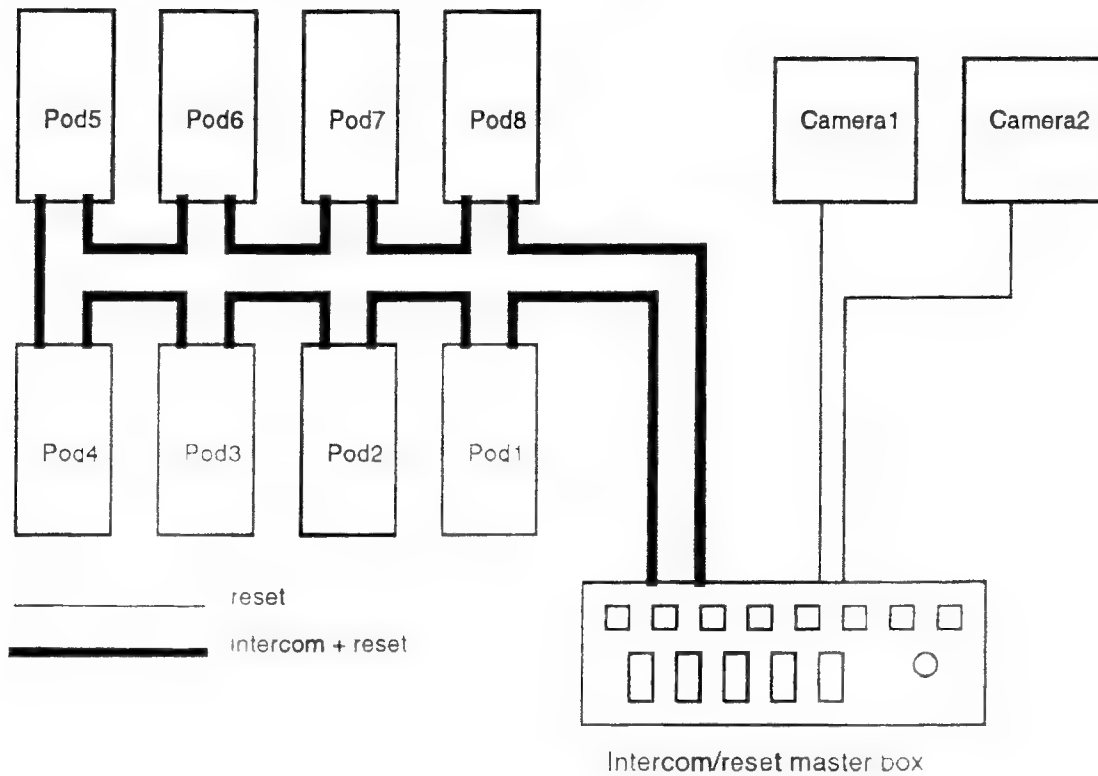 Pod5
Pod6
Pod7
Pod8
Camera1
Camera2
Pod4
Pod3
Pod2
Pod1
reset
intercom + reset
Intercom/reset master box